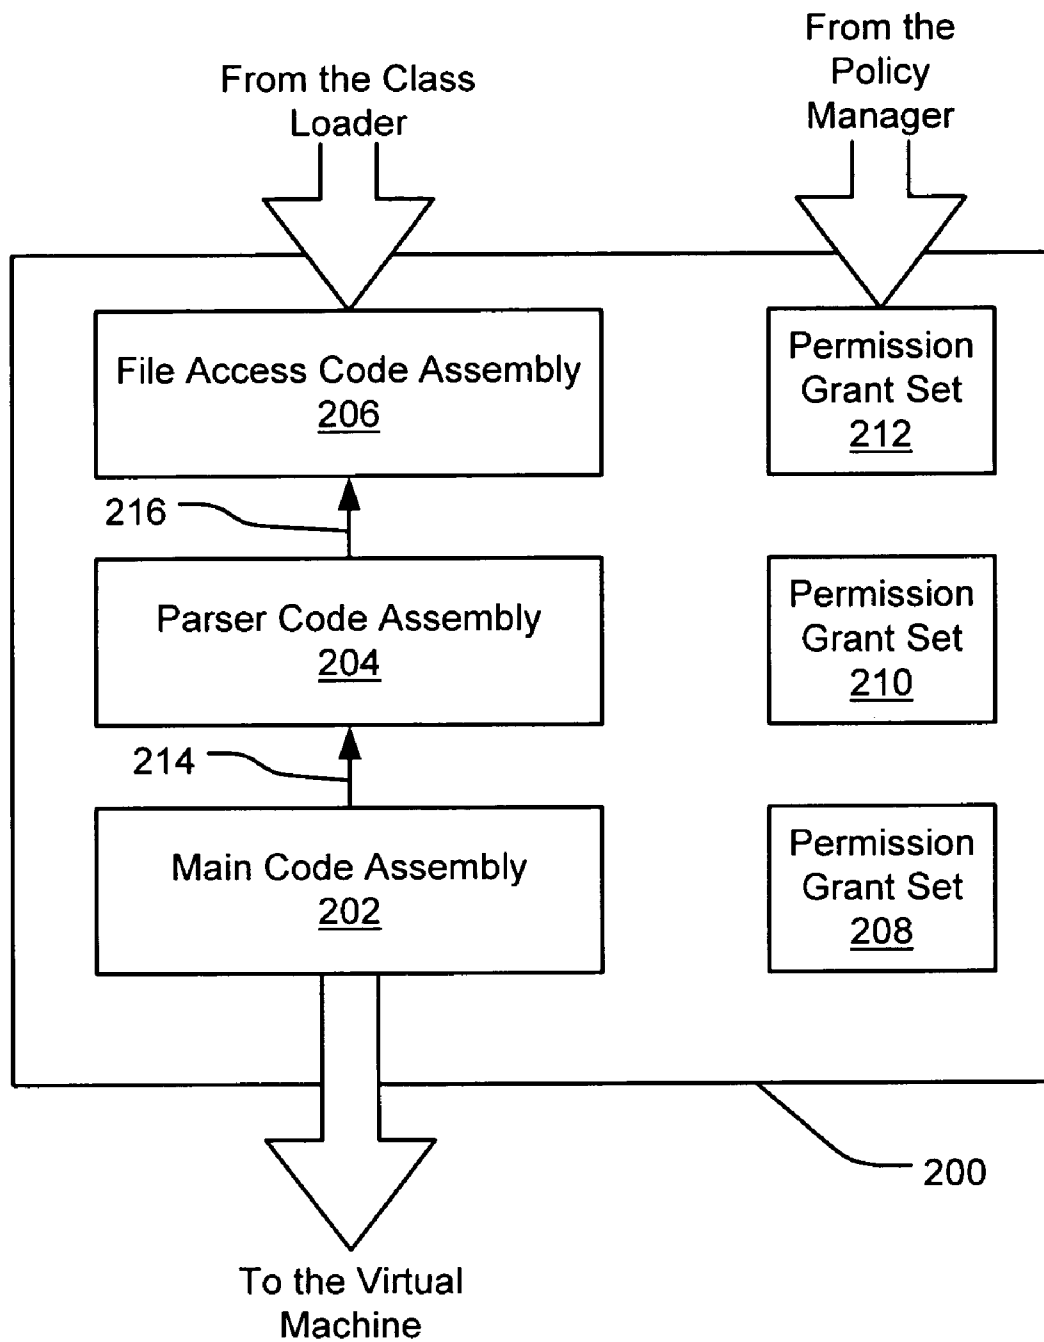 From the Class
Loader
From the
Policy
Manager
File Access Code Assembly
206
Permission
Grant Set
212
216
Parser Code Assembly
204
Permission
Grant Set
210
214
Main Code Assembly
202
Permission
Grant Set
208
200
To the Virtual
Machine